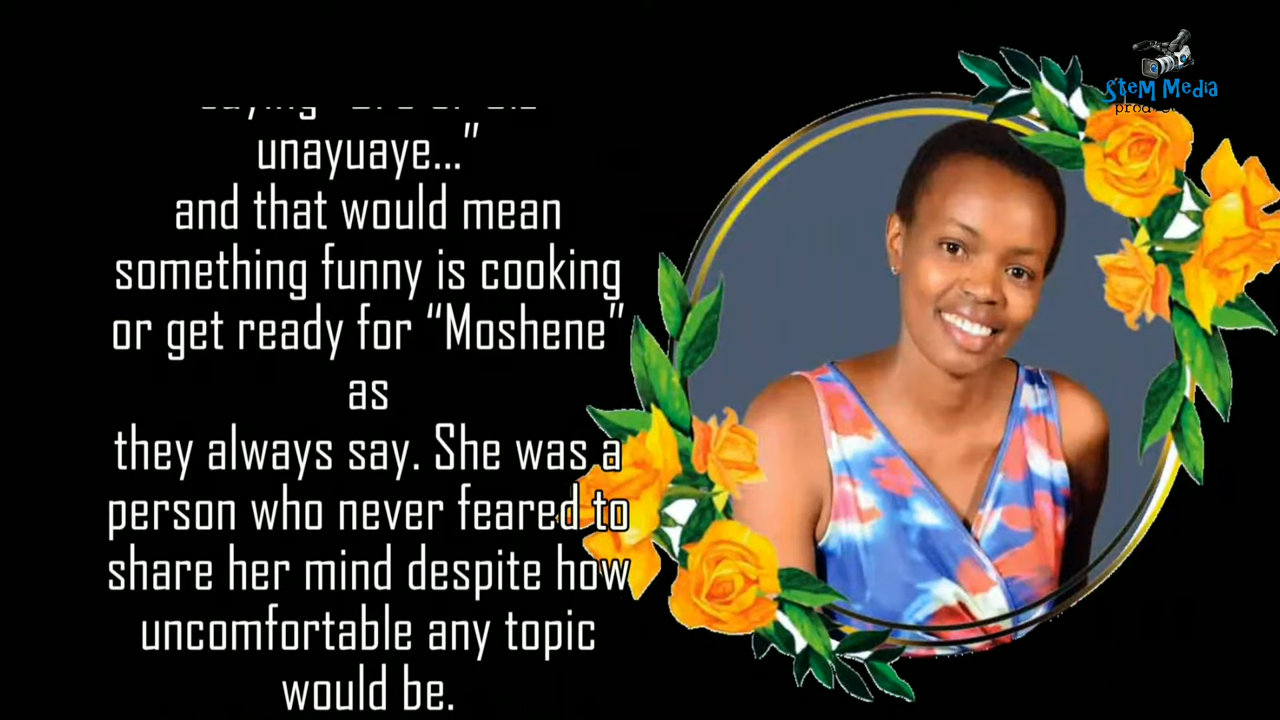 unayuaye...”
and that would mean
something funny is cooking
or get ready for “Moshene”
as
they always say. She was a
person who never feared to
share her mind despite how
uncomfortable any topic
would be.
SteM Media